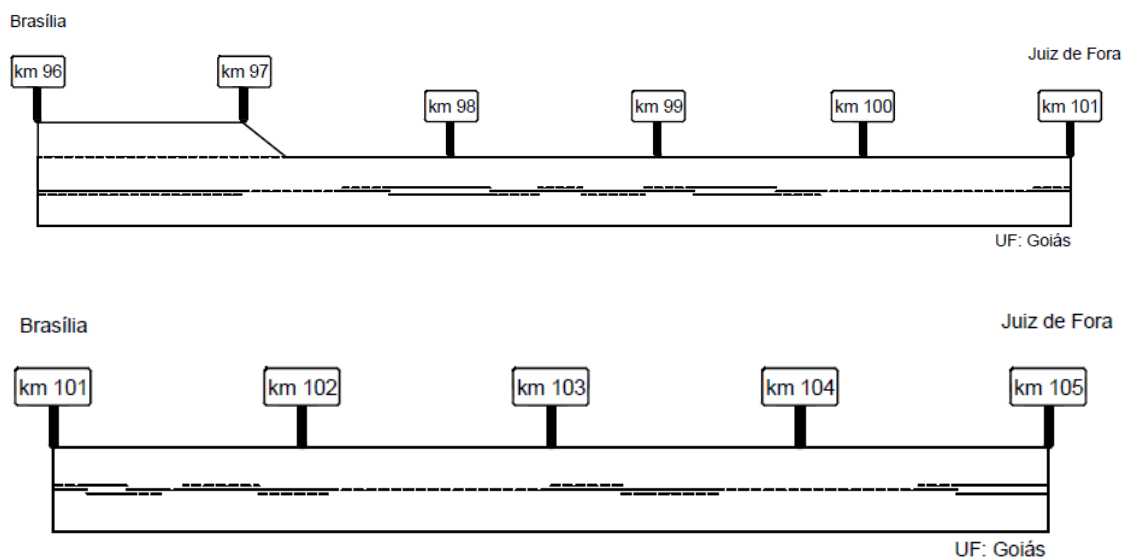 Brasília
Juiz de Fora
km 96
km 97
km 98
km 99
km 100
km 101
UF: Goiás
Brasília
Juiz de Fora
km 101
km 102
km 103
km 104
km 105
UF: Goiás